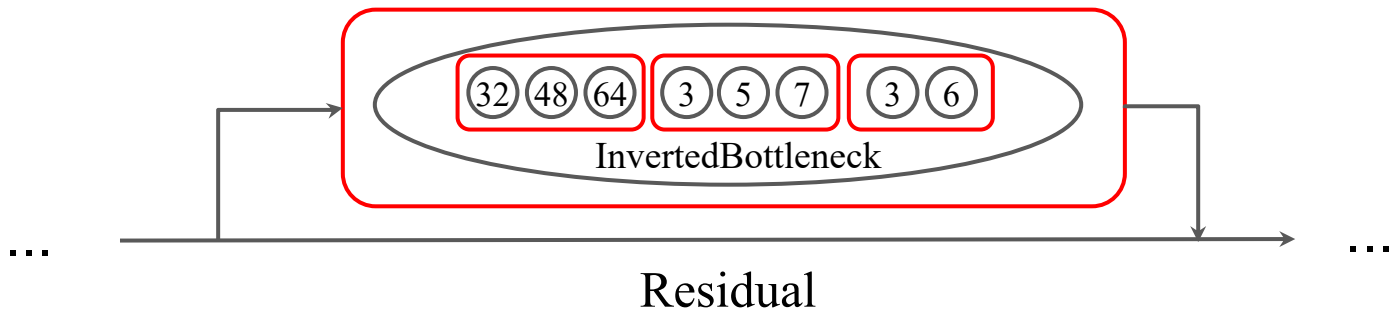 32 48 64 3 5 7 3 6
InvertedBottleneck
... ...
Residual